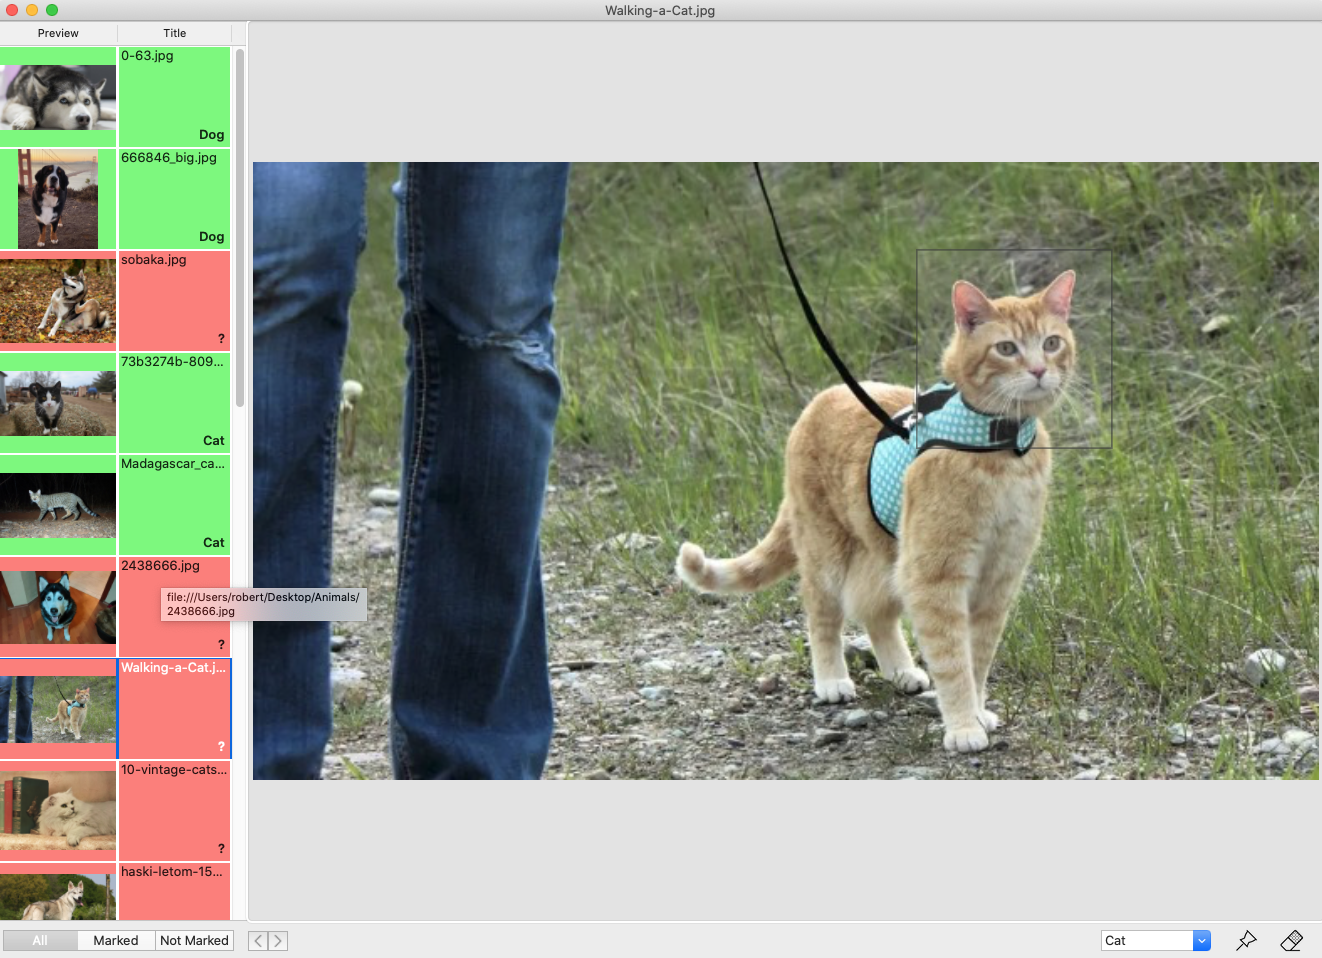 Walking-a-Cat.jpg
Preview Title
0-63.jpg
Dog
666846_big.jpg
Dog
sobaka.jpg
?
73b3274b-809...
Cat
Madagascar_ca...
Cat
2438666.jpg
file:///Users/robert/Desktop/Animals/
2438666.jpg
?
Walking-a-Cat.j...
?
10-vintage-cats...
?
haski-letom-15...
All Marked Not Marked Cat